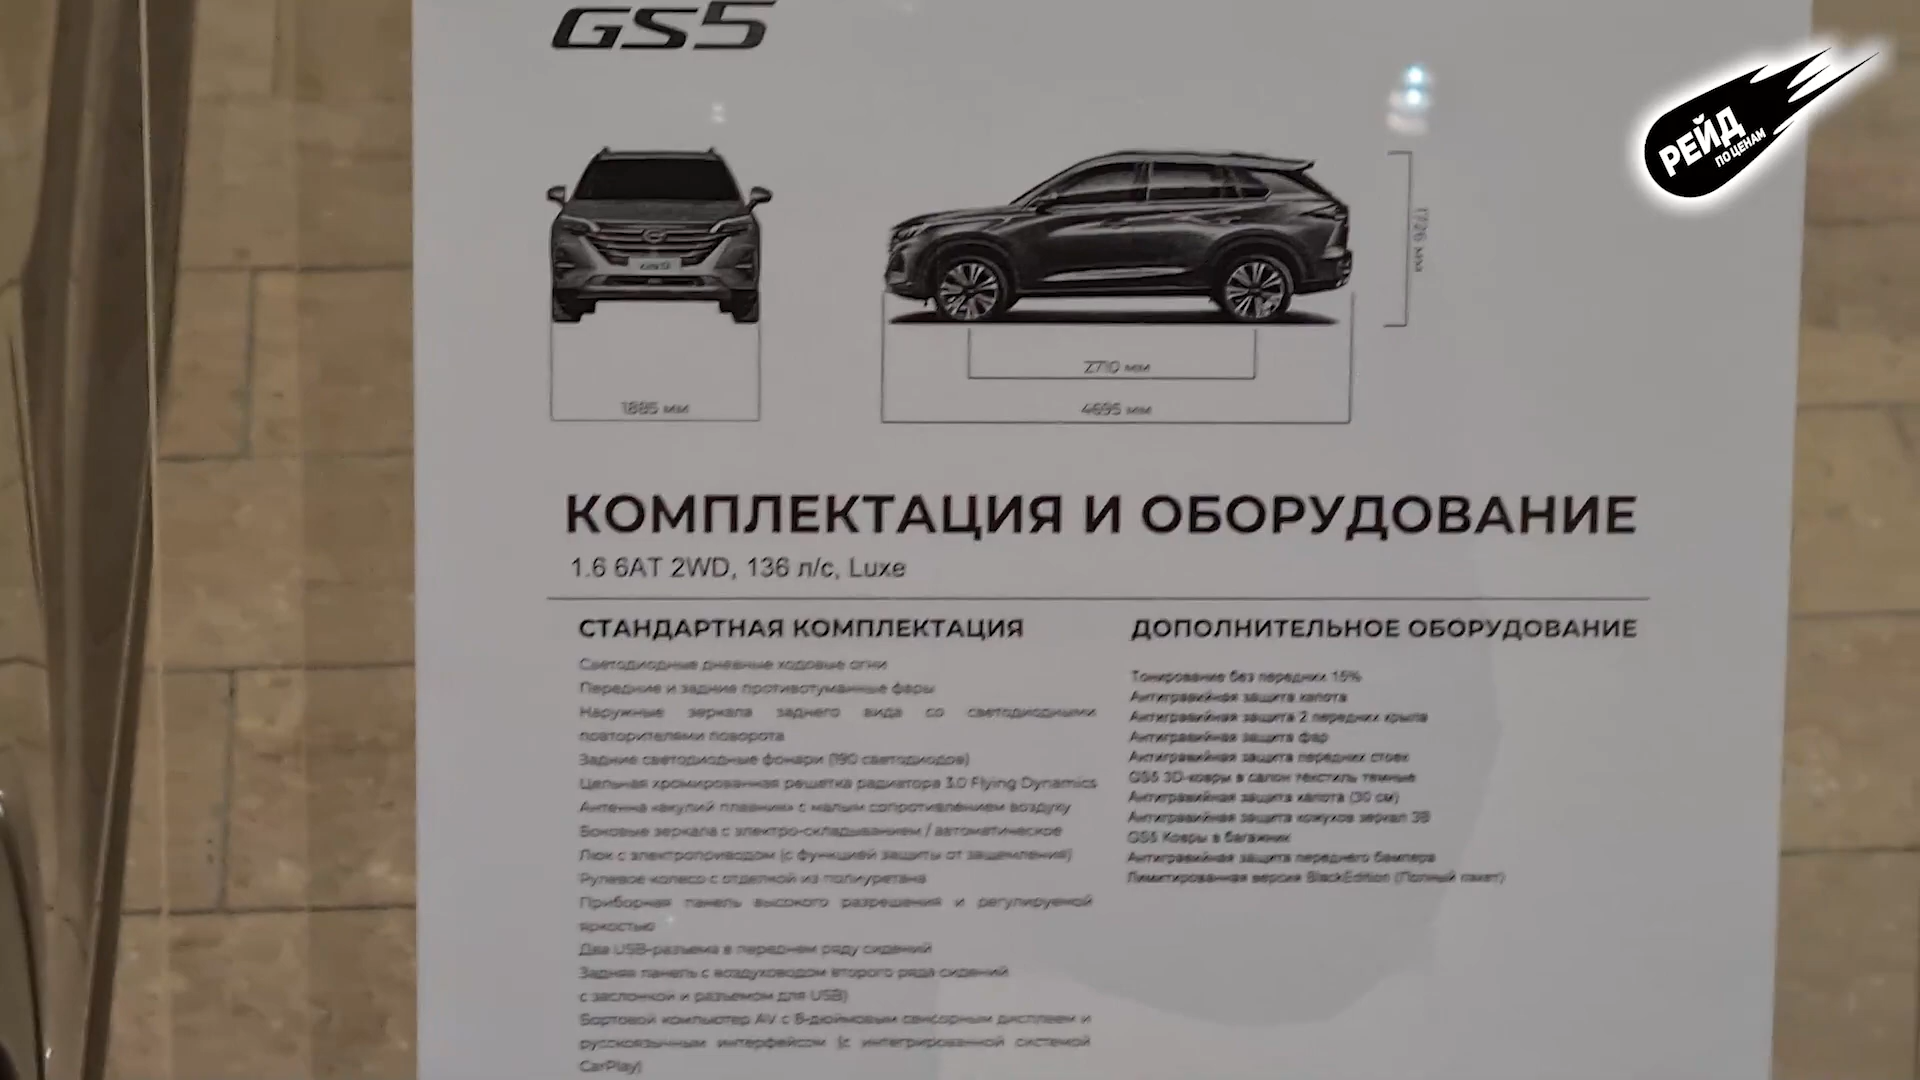 GS5
РЕЙД
ПО ЦЕНАМ
1726 мм
2710 мм
1885 мм
4695 мм
КОМПЛЕКТАЦИЯ И ОБОРУДОВАНИЕ
1.6 6AT 2WD, 136 л/с, Luxe
СТАНДАРТНАЯ КОМПЛЕКТАЦИЯ
Светодиодные дневные ходовые огни
Передние и задние противотуманные фары
Наружные зеркала заднего вида со светодиодными
повторителями поворота
Задние светодиодные фонари (190 светодиодов)
Цельная хромированная решетка радиатора 3.0 Flying Dynamics
Антенна «акулий плавник» с малым сопротивлением воздуху
Боковые зеркала с электро-складыванием / автоматическое
Люк с электроприводом (с функцией защиты от защемления)
Рулевое колесо с отделкой из полиуретана
Приборная панель высокого разрешения и регулируемой
яркостью
Два USB-разъема в переднем ряду сидений
Задняя панель с воздуховодом второго ряда сидений
с заслонкой и разъемом для USB)
Бортовой компьютер AV с 8-дюймовым сенсорным дисплеем и
русскоязычным интерфейсом (с интегрированной системой
CarPlay)
ДОПОЛНИТЕЛЬНОЕ ОБОРУДОВАНИЕ
Тонирование без передних 15%
Антигравийная защита капота
Антигравийная защита 2 передних крыла
Антигравийная защита фар
Антигравийная защита передних стоек
GS5 3D-ковры в салон текстиль темные
Антигравийная защита капота (30 см)
Антигравийная защита кожухов зеркал ЗВ
GS5 Ковры в багажник
Антигравийная защита переднего бампера
Лимитированная версия BlackEdition (Полный пакет)